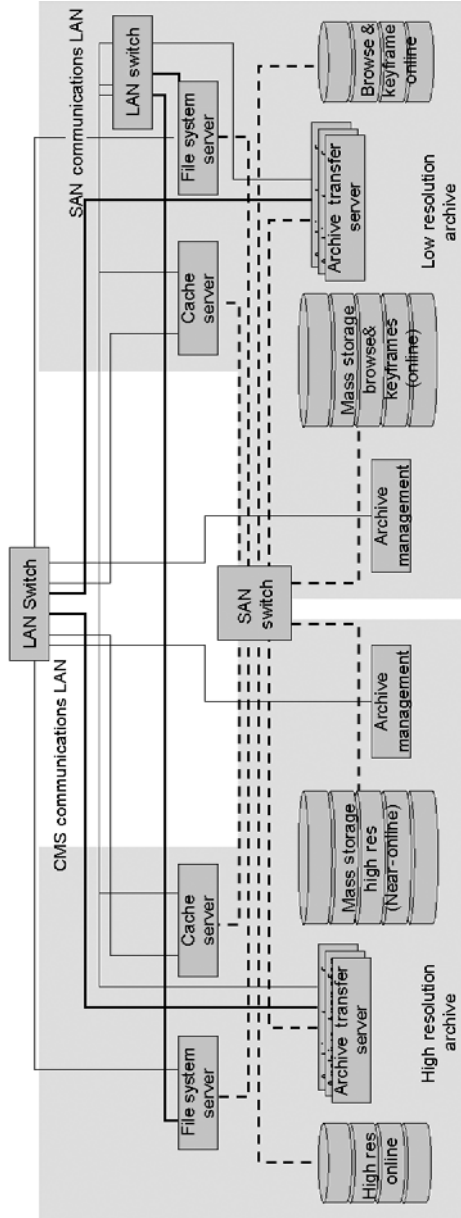 LAN Switch
CMS communications LAN
SAN communications LAN
LAN switch
File system
server
Cache
server
Cache
server
File system
server
SAN
switch
High res
online
Archive transfer
server
Mass storage
high res
(Near-online)
Archive
management
Archive
management
Mass storage
browse&
keyframes
(online)
Archive transfer
server
Browse &
keyframe
online
High resolution
archive
Low resolution
archive